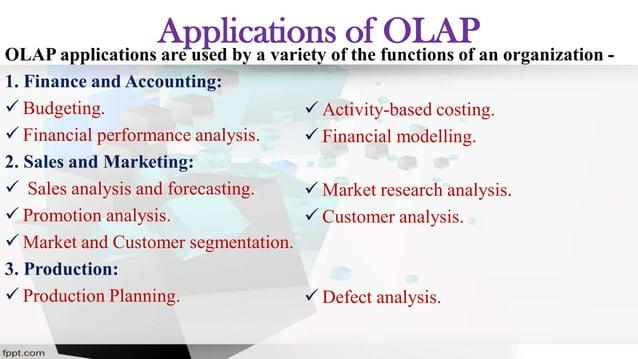 Applications of OLAP
OLAP applications are used by a variety of the functions of an organization -
1. Finance and Accounting:
✓ Budgeting.
✓ Activity-based costing.
✓ Financial performance analysis.
✓ Financial modelling.
2. Sales and Marketing:
✓ Sales analysis and forecasting.
✓ Market research analysis.
✓ Promotion analysis.
✓ Customer analysis.
✓ Market and Customer segmentation.
3. Production:
✓ Production Planning.
✓ Defect analysis.
fppt.com